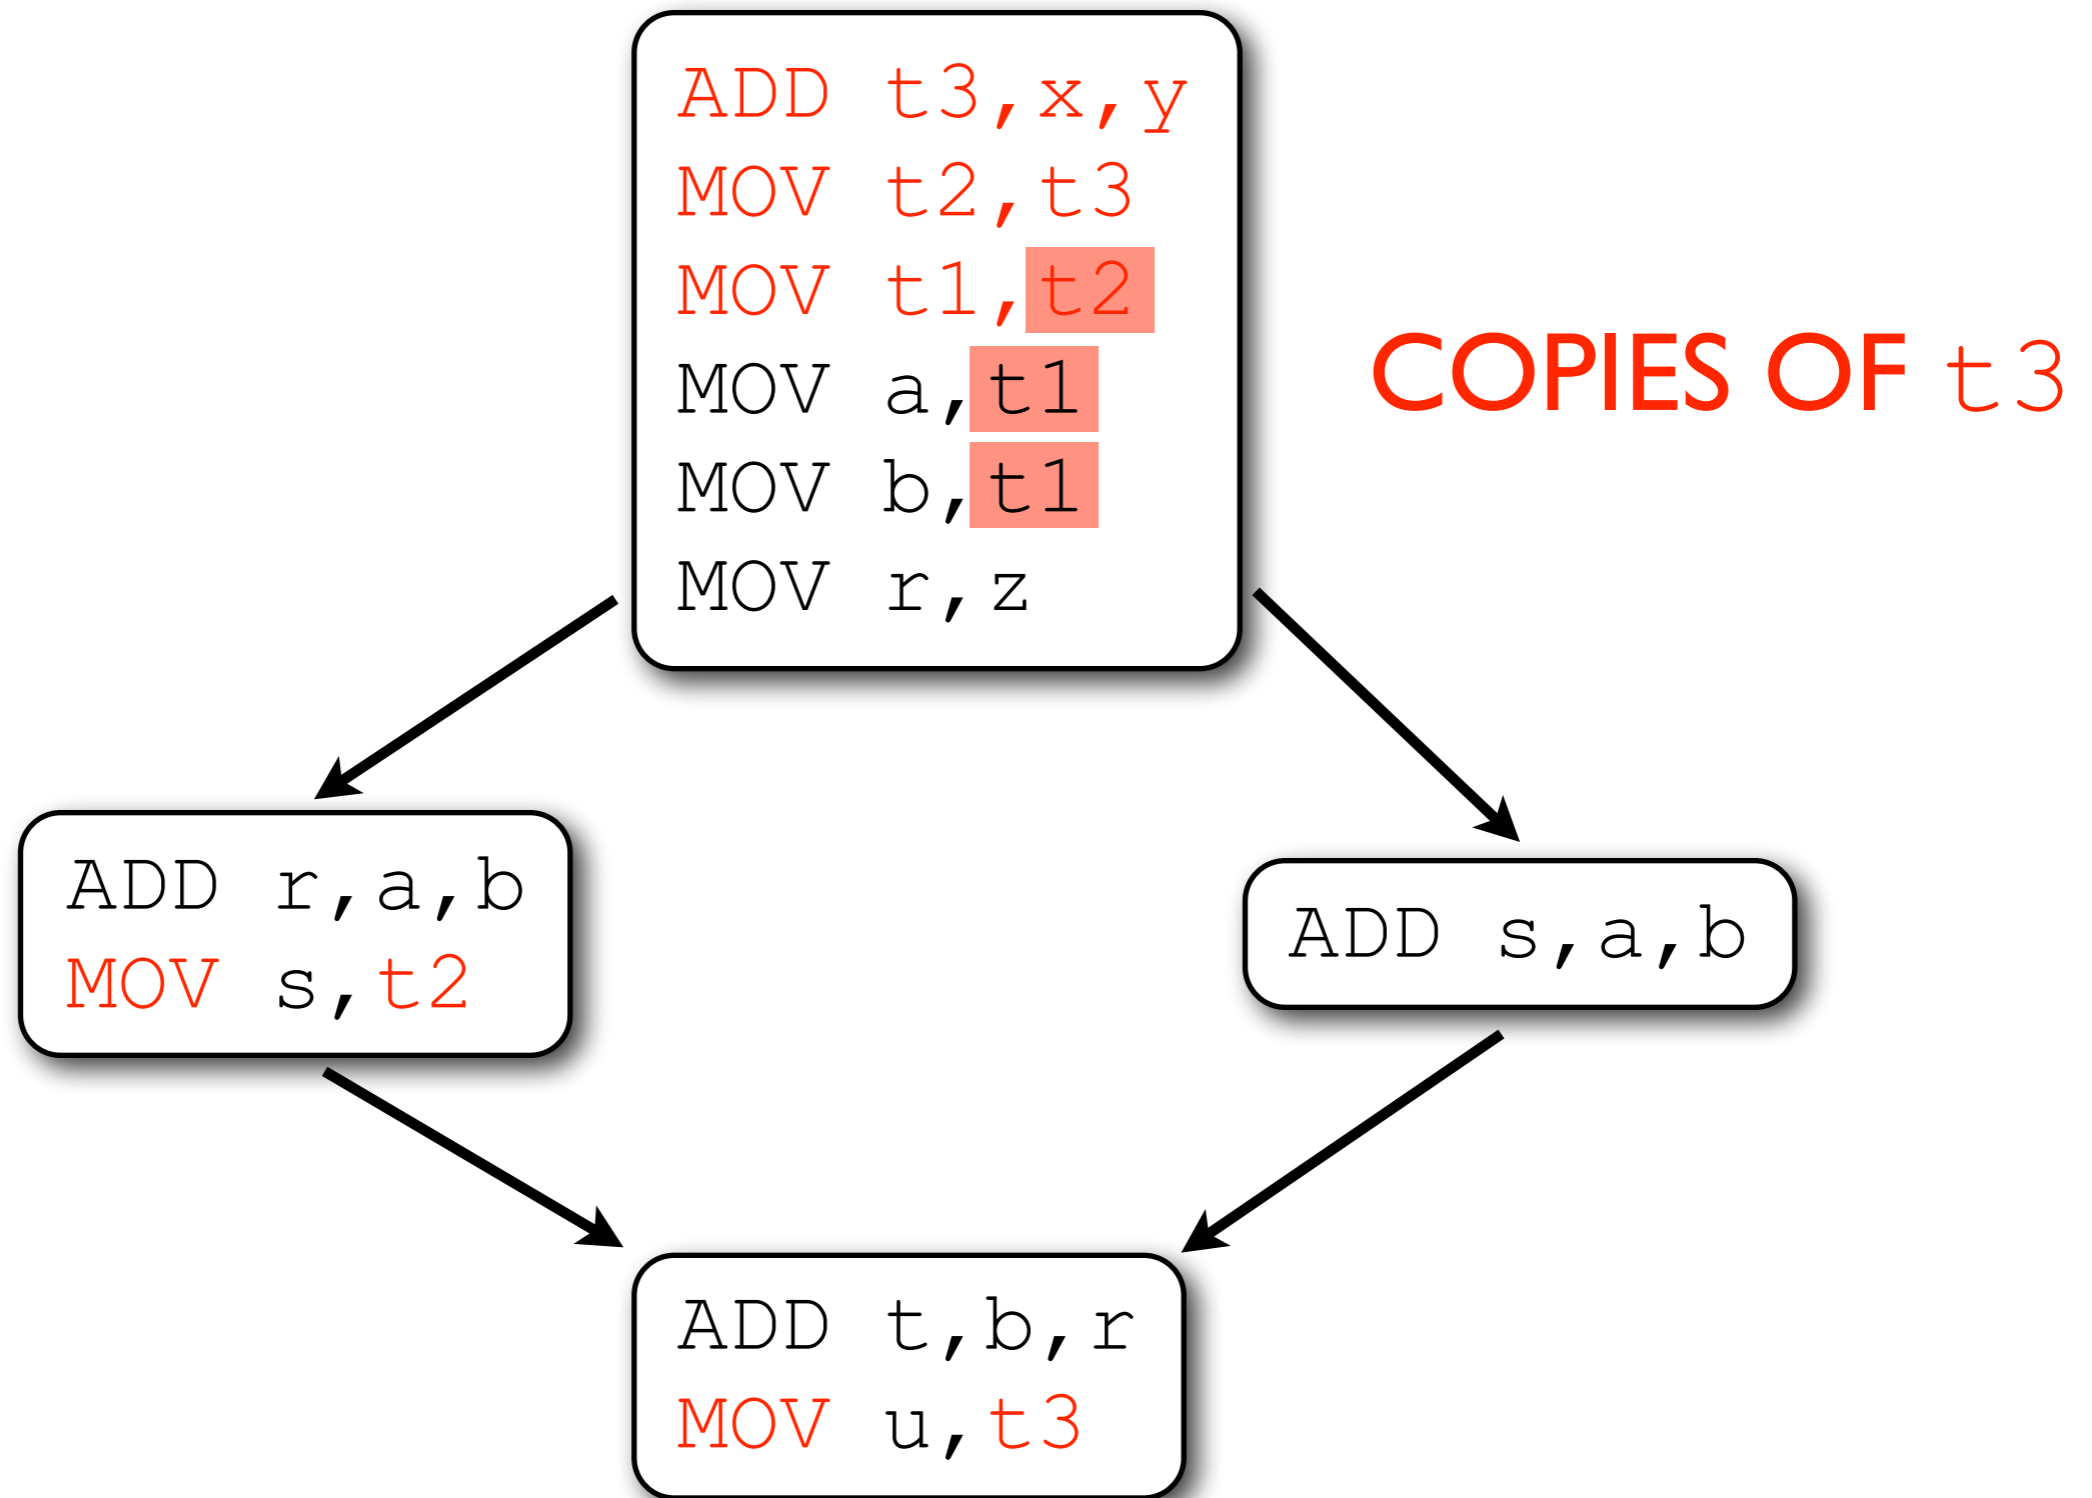 ADD t3,x,y
MOV t2,t3
MOV t1,t2
MOV a,t1
MOV b,t1
MOV r,z
COPIES OF t3
ADD r,a,b
MOV s,t2
ADD s,a,b
ADD t,b,r
MOV u,t3